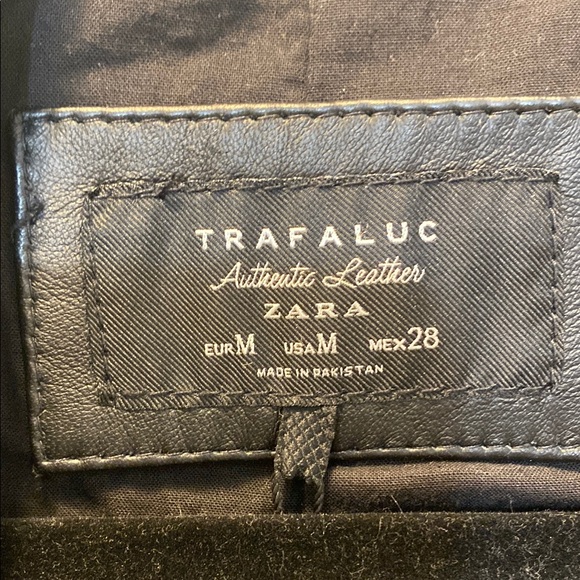 TRAFALUC
Authentic Leather
ZARA
EUR M USA M MEX 28
MADE IN PAKISTAN